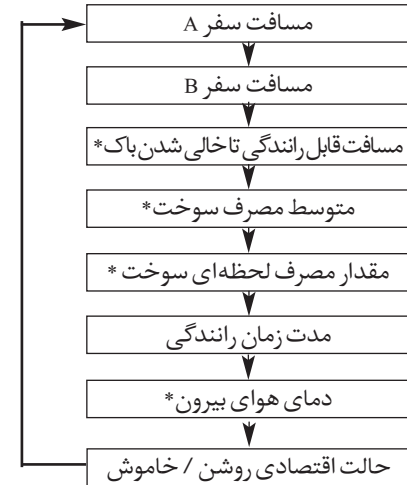 مسافت سفر A
مسافت سفر B
مسافت قابل رانندگی تا خالی شدن باک*
متوسط مصرف سوخت*
مقدار مصرف لحظه‌ای سوخت *
مدت زمان رانندگی
دمای هوای بیرون*
حالت اقتصادی روشن / خاموش